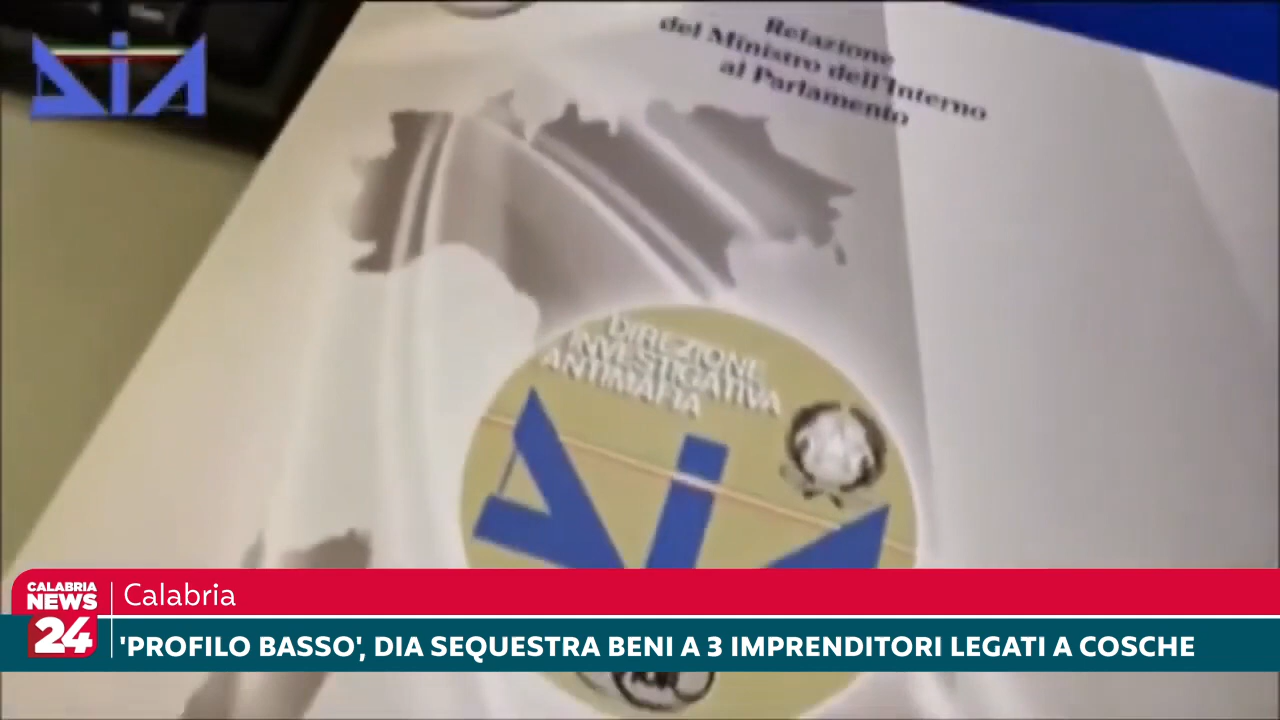 DIA
Relazione
del Ministro dell'Interno
al Parlamento
DIREZIONE
INVESTIGATIVA
ANTIMAFIA
DIA
CALABRIA
NEWS
24
Calabria
'PROFILO BASSO', DIA SEQUESTRA BENI A 3 IMPRENDITORI LEGATI A COSCHE